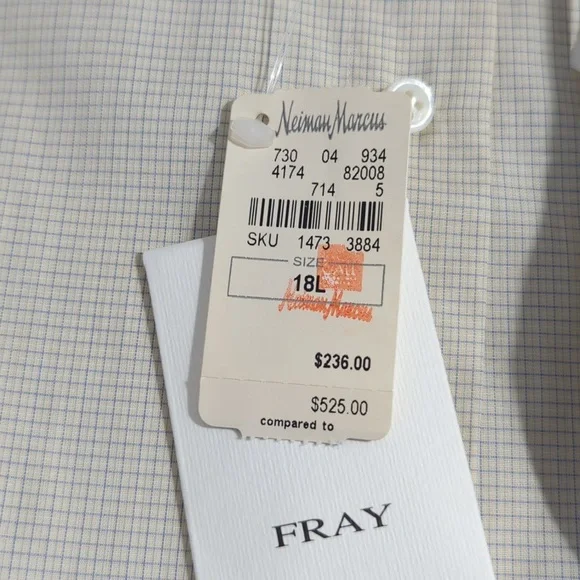 Neiman Marcus
730 04 934
4174 82008
714 5
SKU 1473 3884
SIZE
18L
Neiman Marcus
$236.00
$525.00
compared to
FRAY